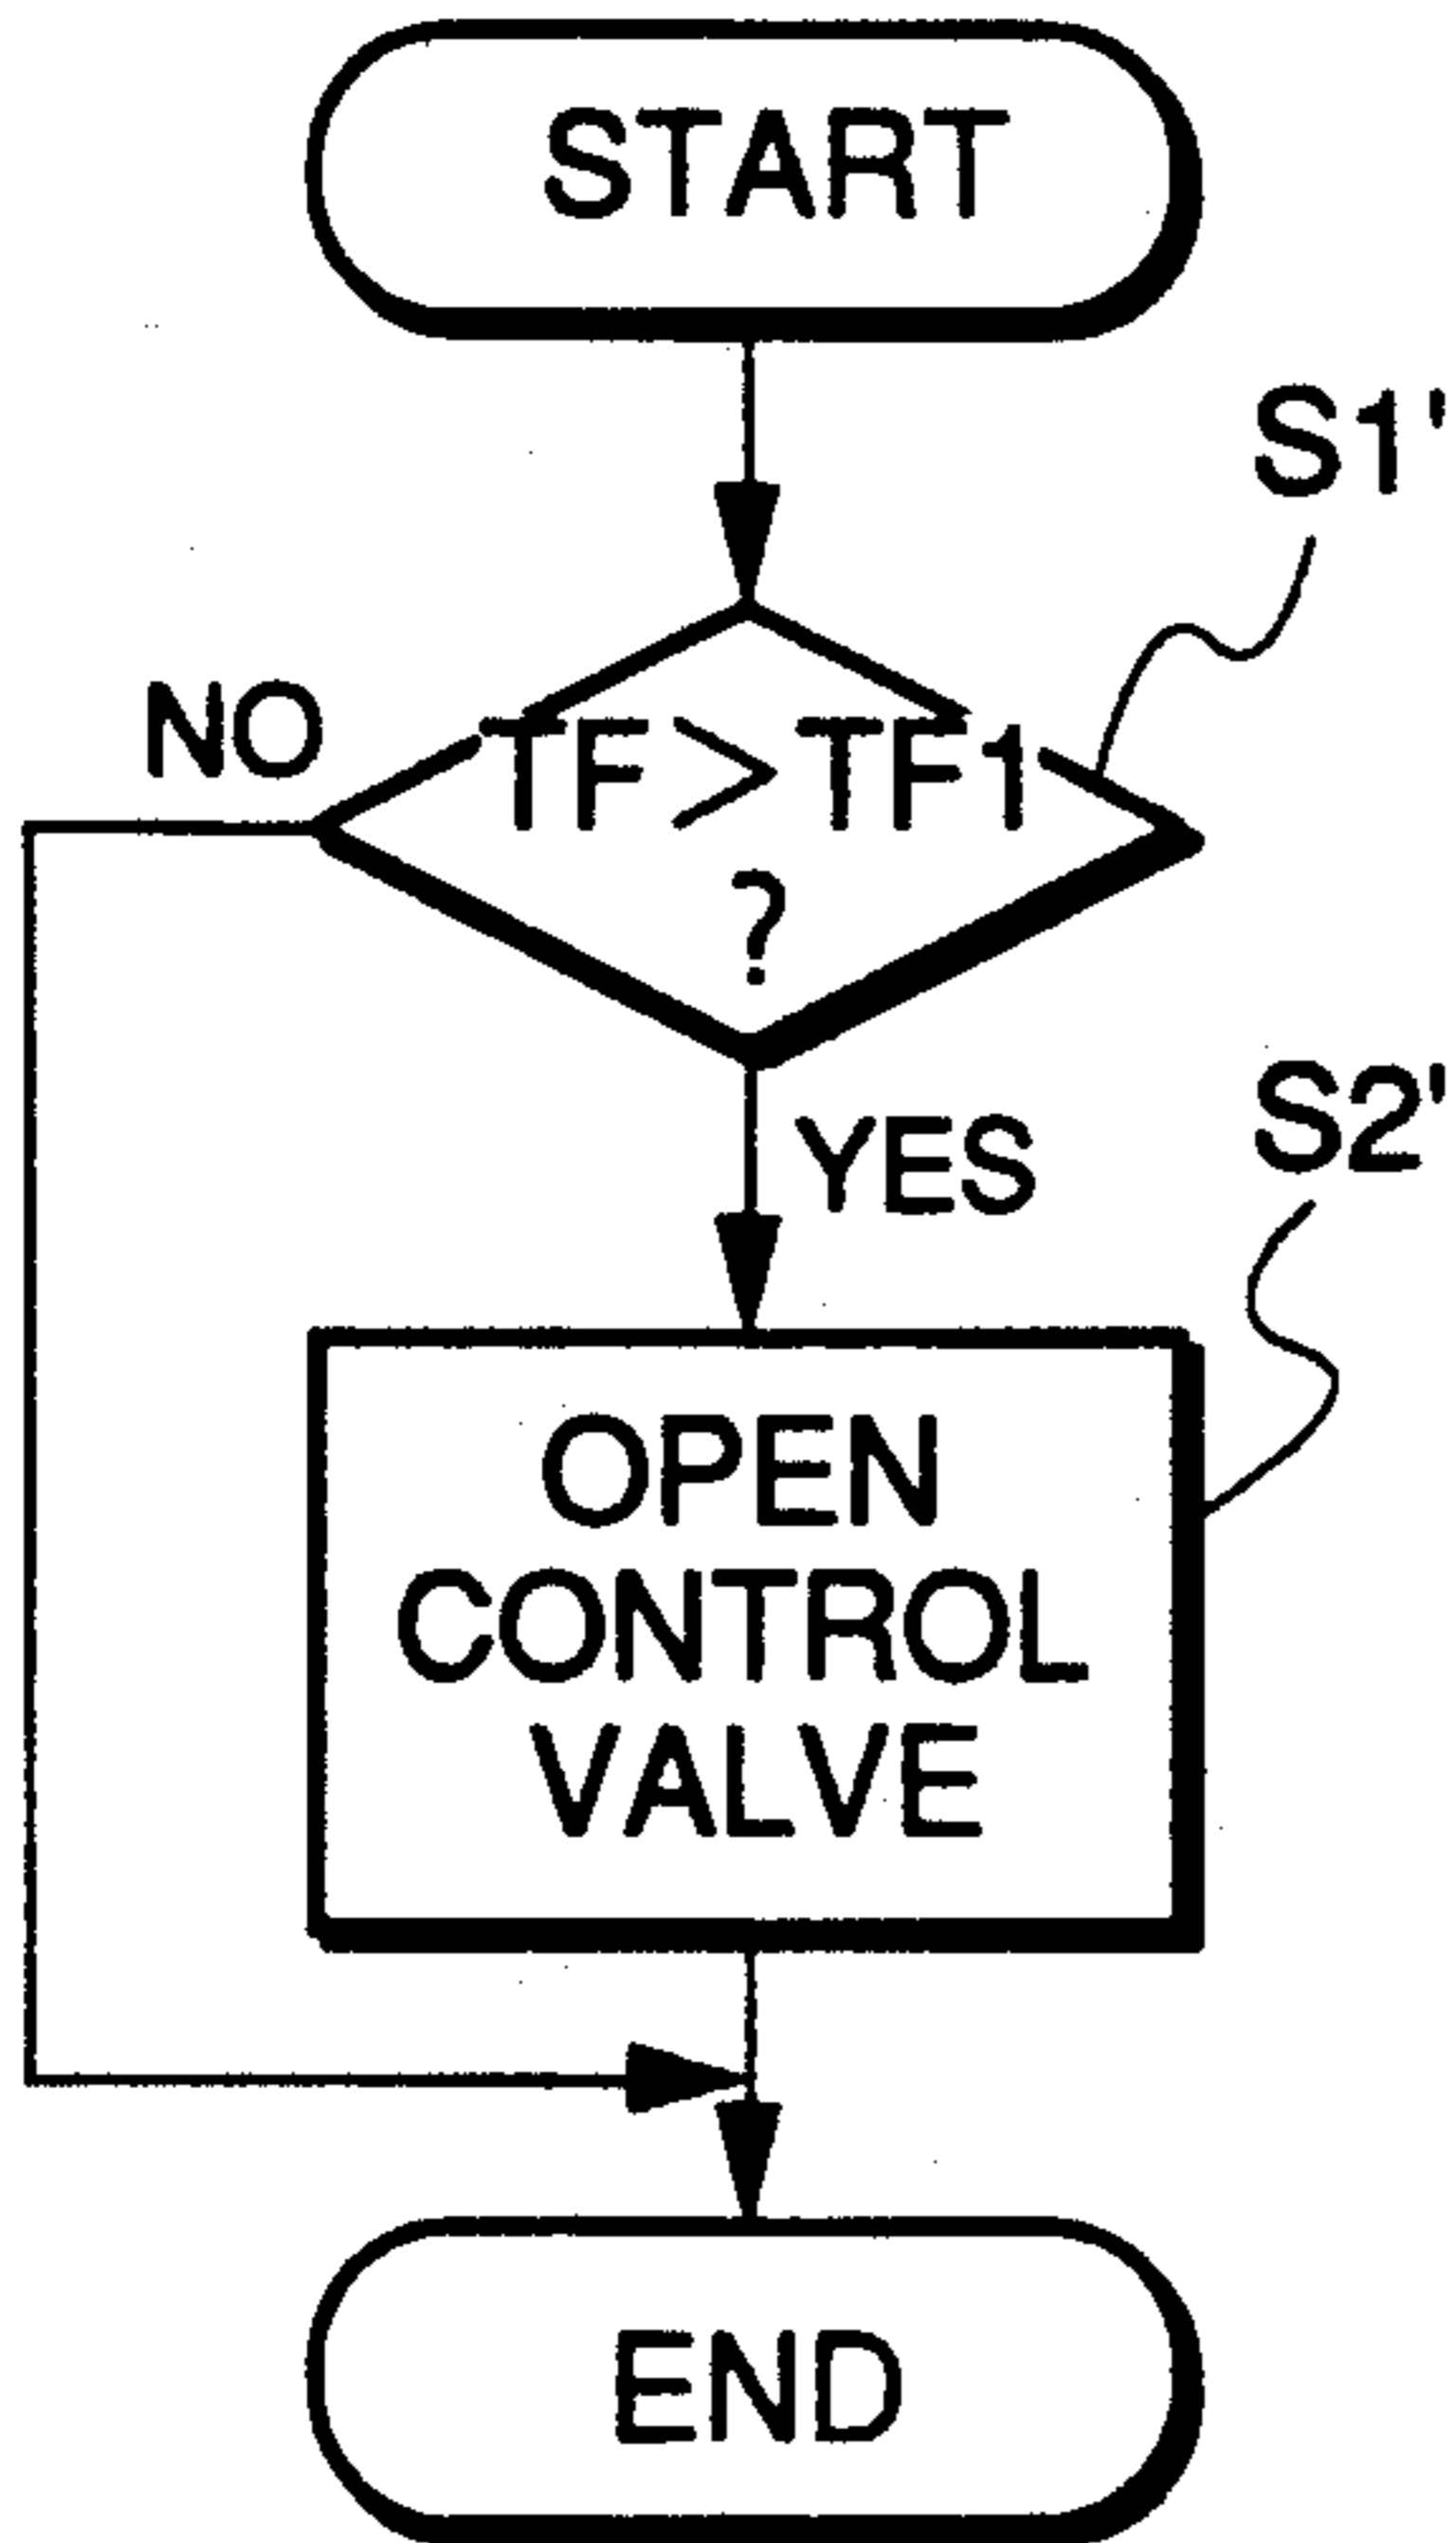 START
S1'
NO
TF>TF1
?
YES
S2'
OPEN
CONTROL
VALVE
END